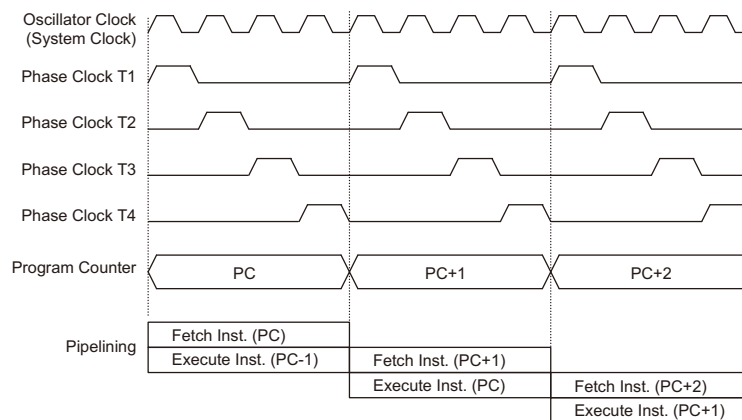 Oscillator Clock
(System Clock)
Phase Clock T1
Phase Clock T2
Phase Clock T3
Phase Clock T4
Program Counter
PC
PC+1
PC+2
Pipelining
Fetch Inst. (PC)
Execute Inst. (PC-1)
Fetch Inst. (PC+1)
Execute Inst. (PC)
Fetch Inst. (PC+2)
Execute Inst. (PC+1)